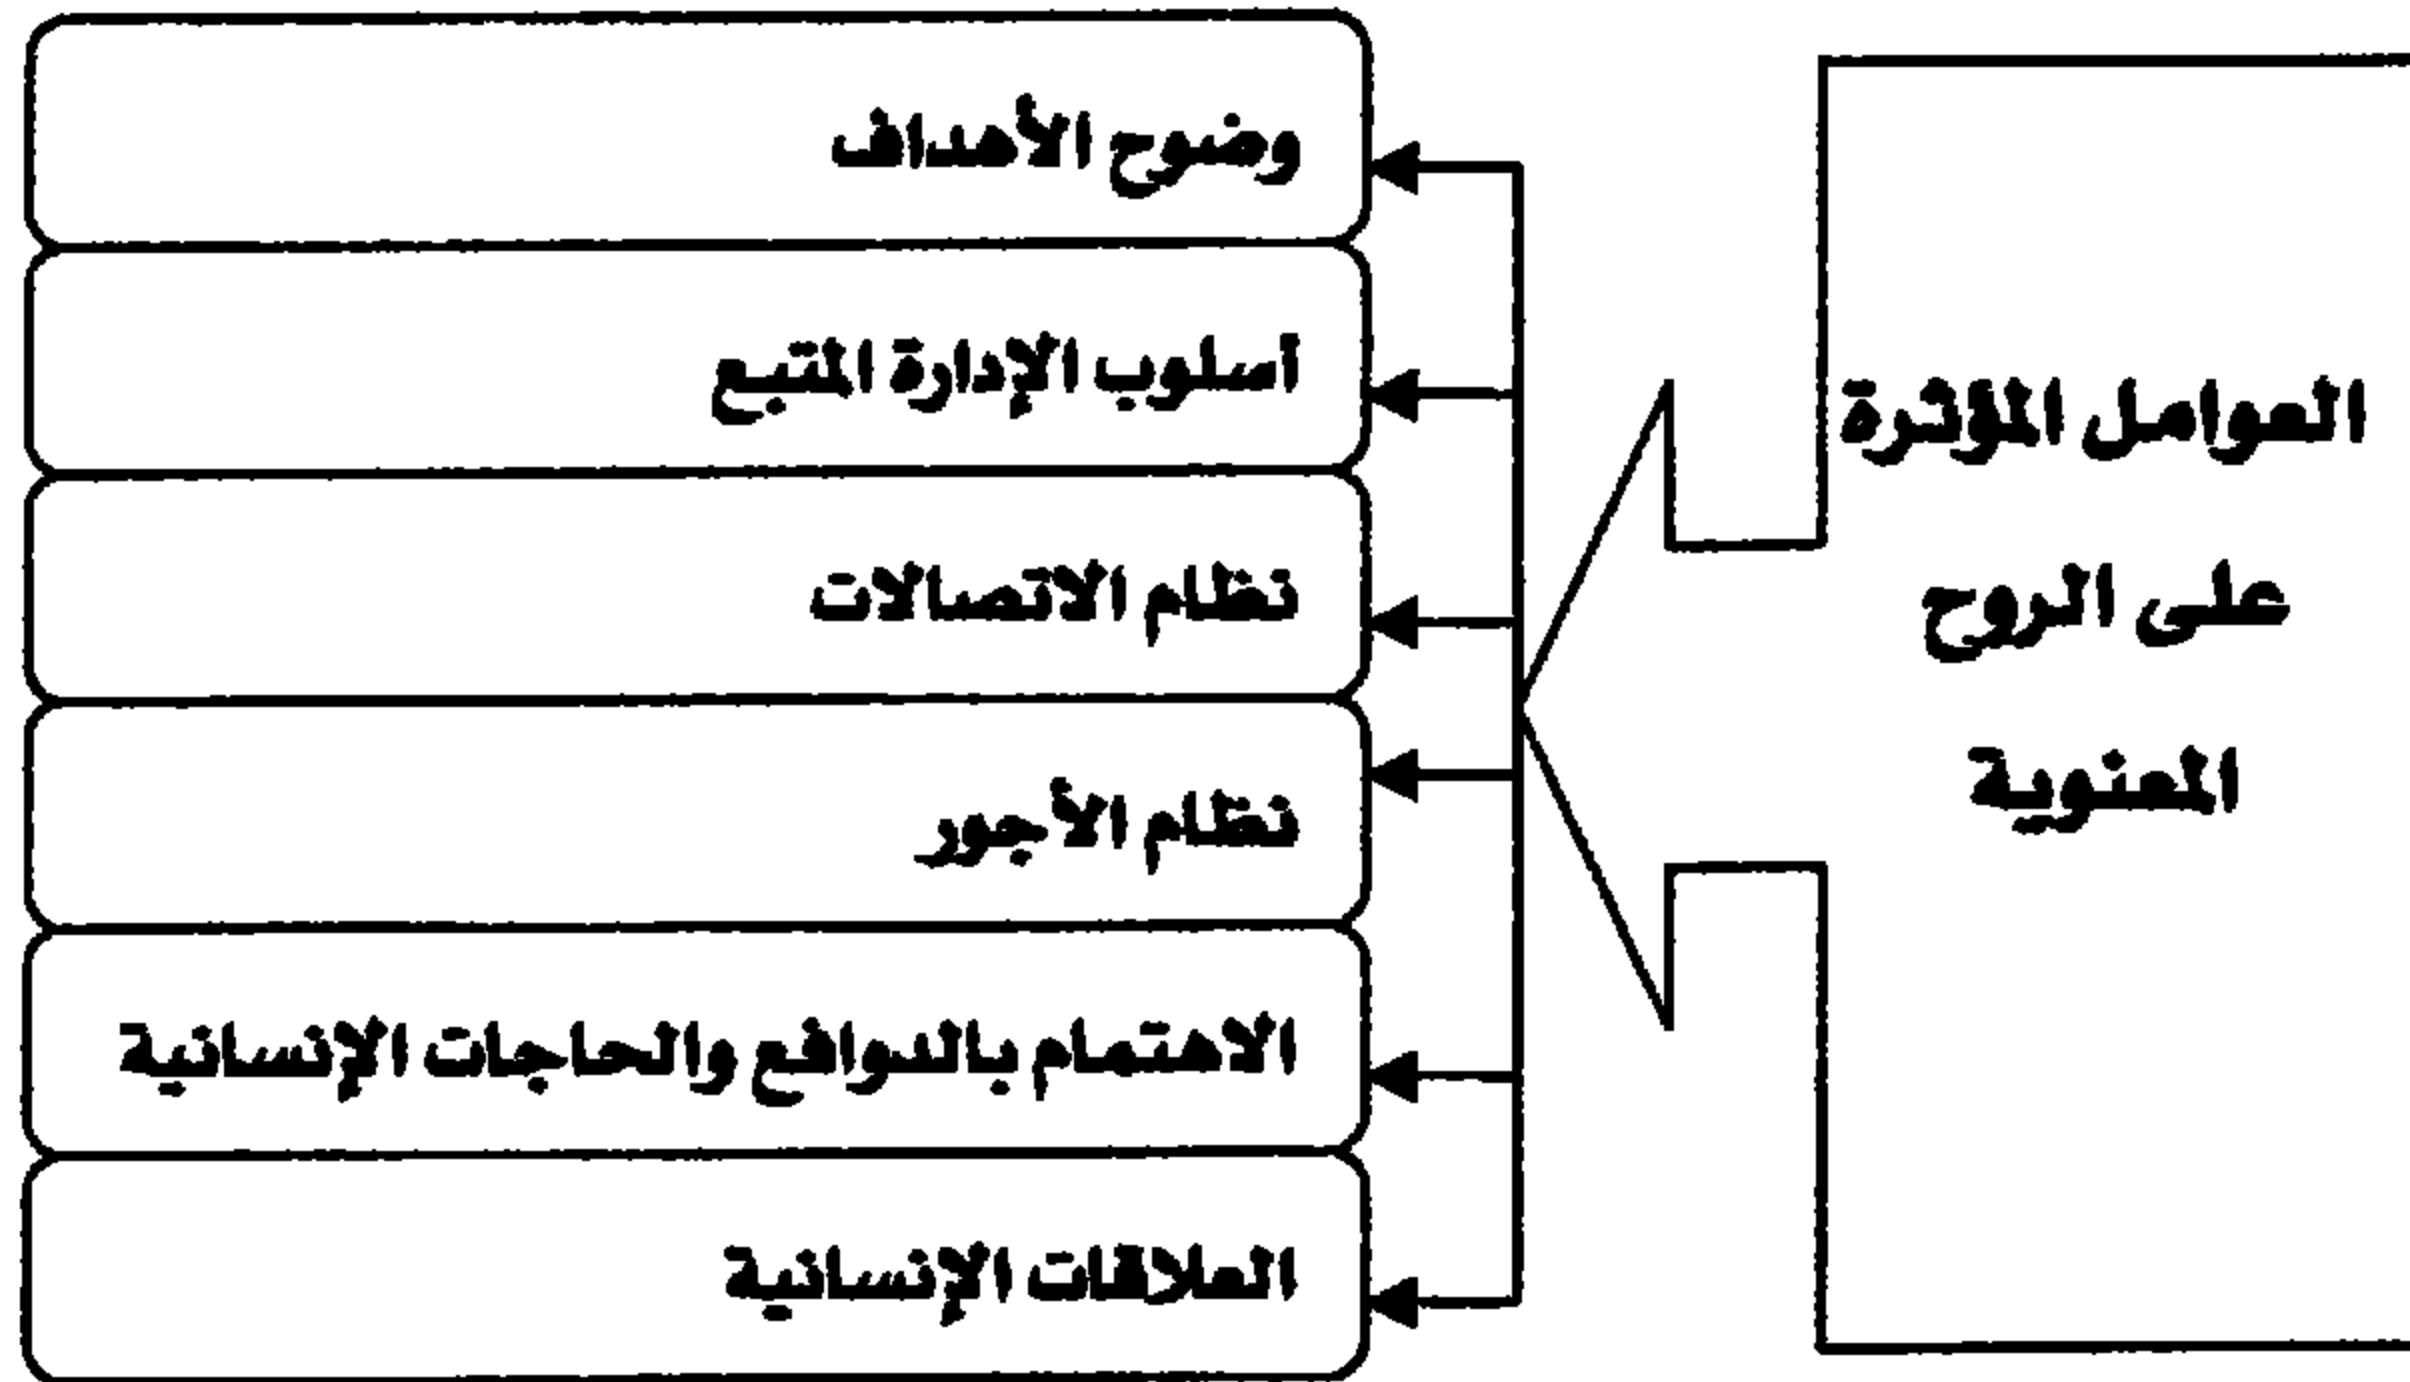 العوامل المؤثرة
على الروح
المعنوية
وضوح الأهداف
أسلوب الإدارة المتبع
نظام الاتصالات
نظام الأجور
الاهتمام بالدوافع والحاجات الإنسانية
العلاقات الإنسانية